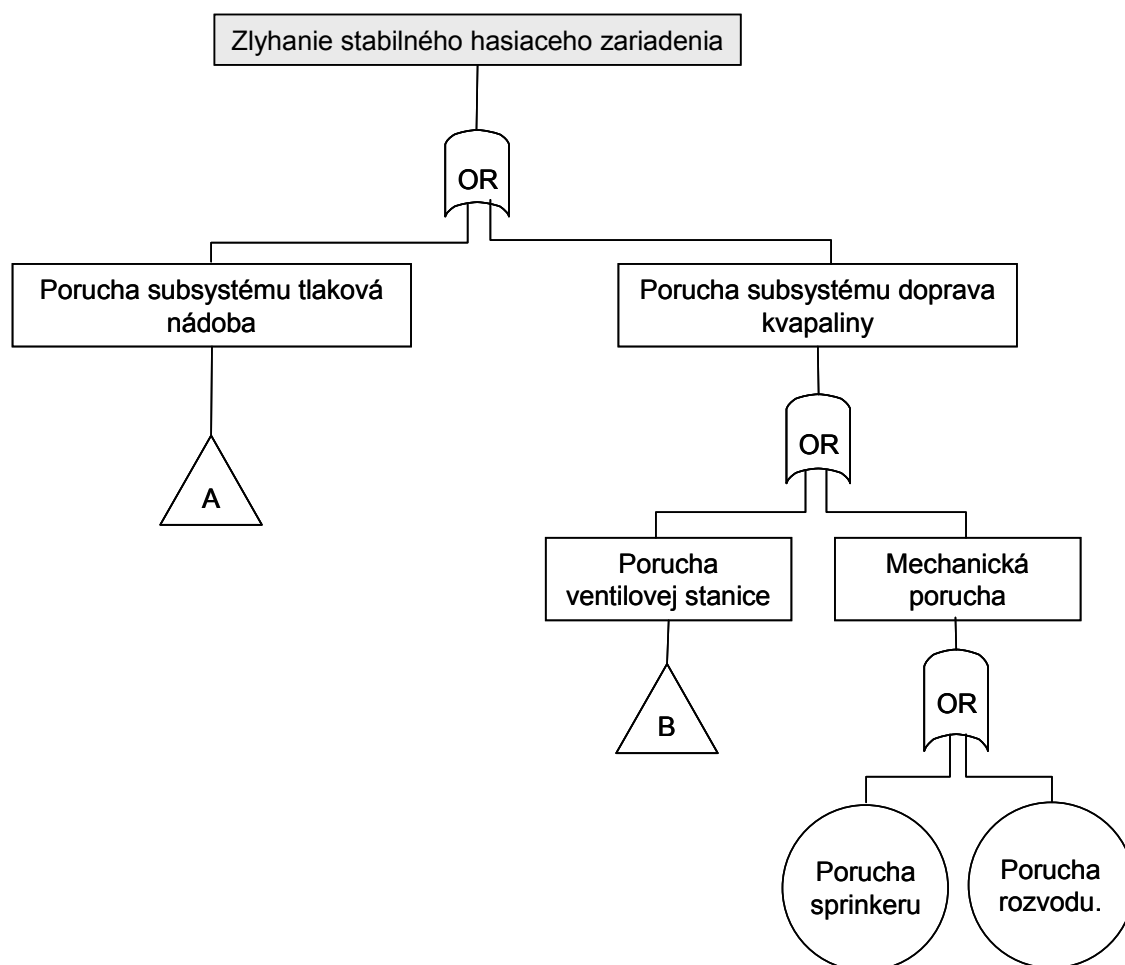 Zlyhanie stabilného hasiaceho zariadenia
OR
Porucha subsystému tlaková
nádoba
Porucha subsystému doprava
kvapaliny
A
OR
Porucha
ventilovej stanice
Mechanická
porucha
B
OR
Porucha
sprinkeru
Porucha
rozvodu.